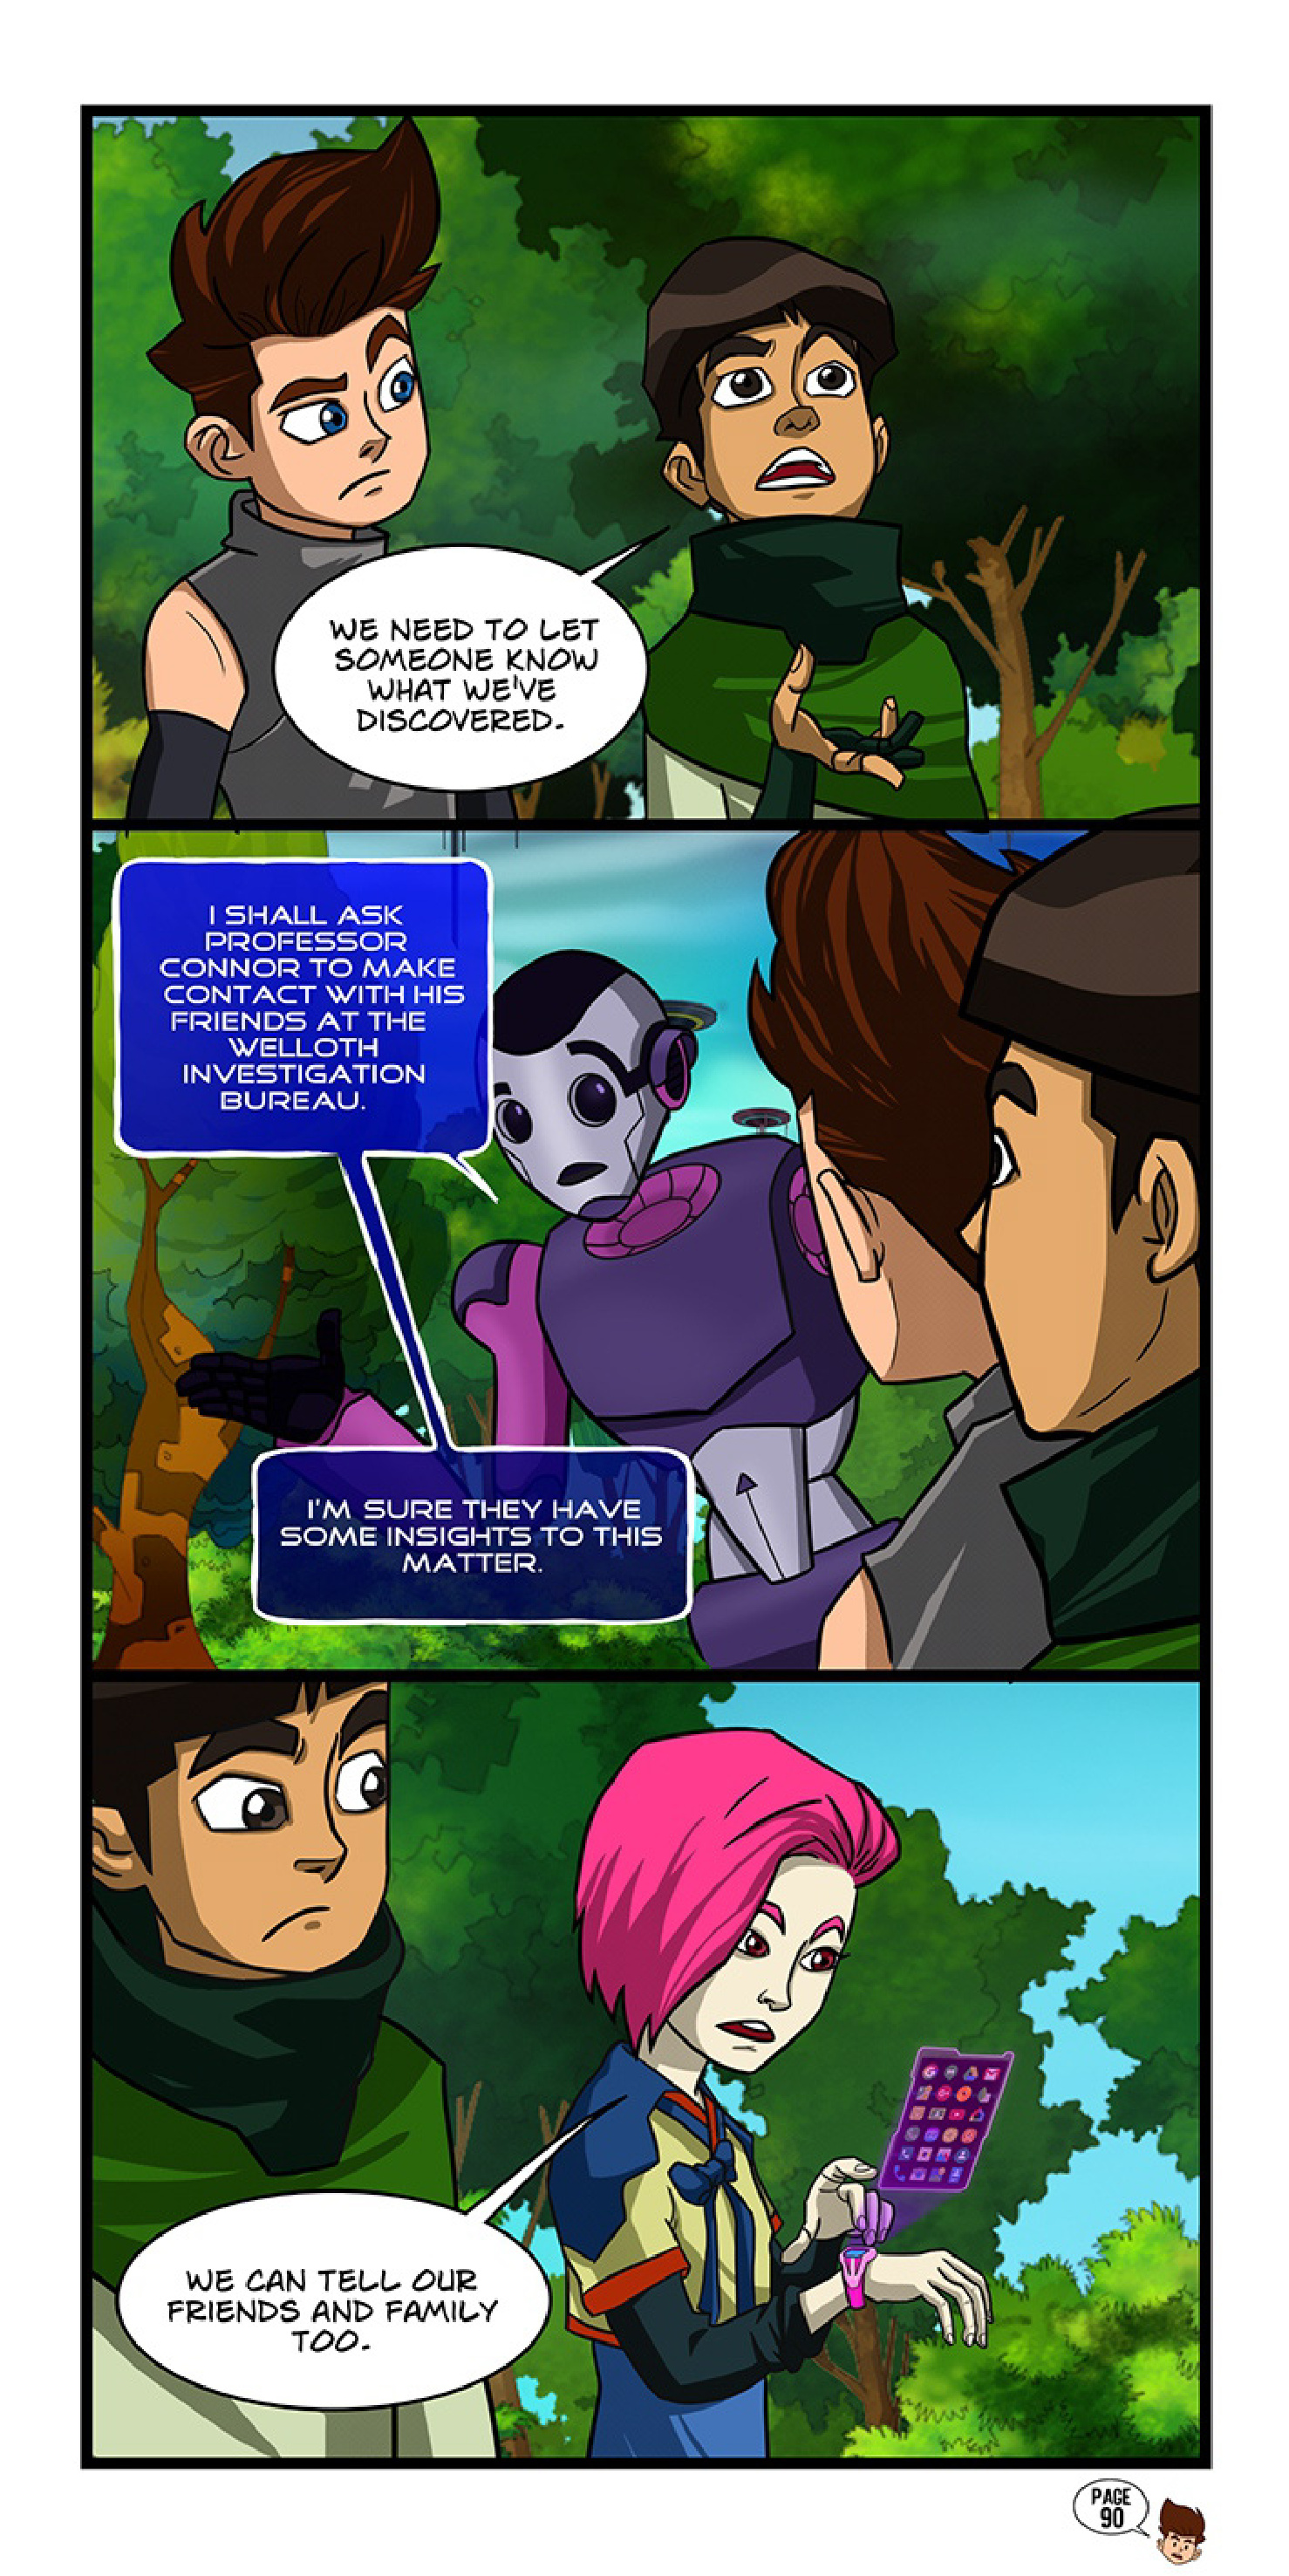 WE NEED TO LET
SOMEONE KNOW
WHAT WE'VE
DISCOVERED.
I SHALL ASK
PROFESSOR
CONNOR TO MAKE
CONTACT WITH HIS
FRIENDS AT THE
WELLOTH
INVESTIGATION
BUREAU.
I'M SURE THEY HAVE
SOME INSIGHTS TO THIS
MATTER.
WE CAN TELL OUR
FRIENDS AND FAMILY
TOO.
PAGE
90